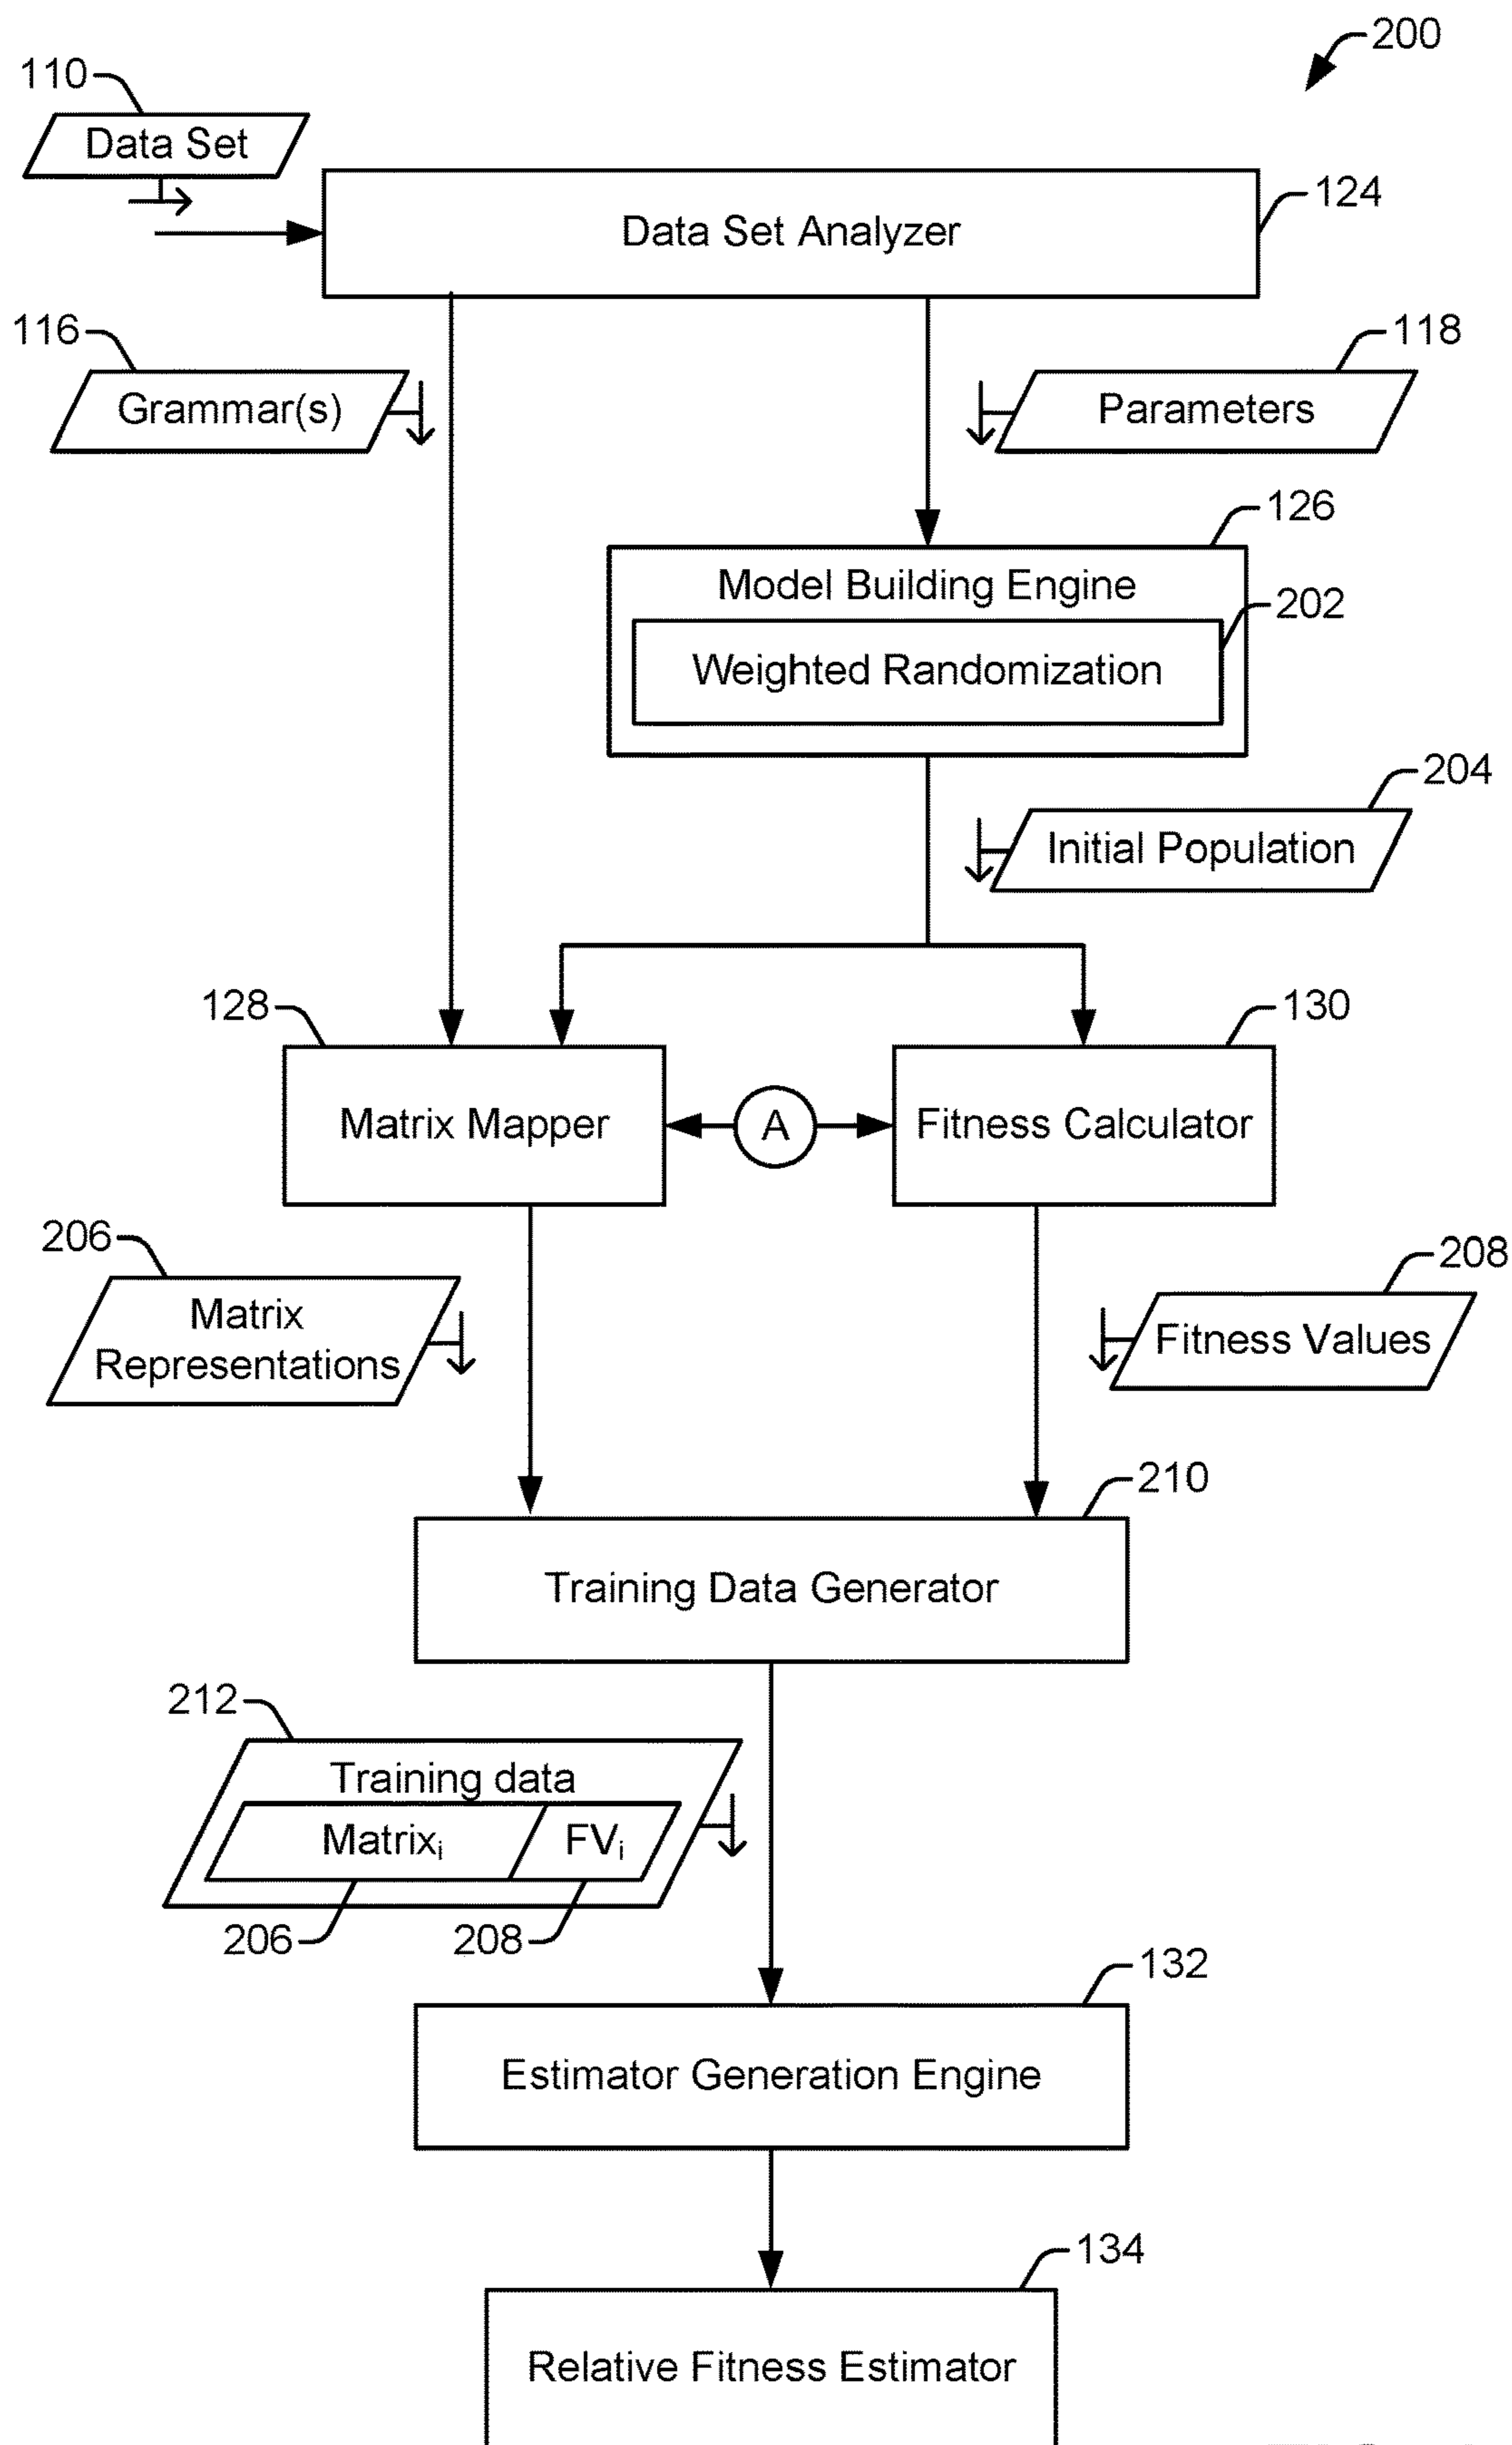 200
110
Data Set
124
Data Set Analyzer
116
118
Grammar(s)
Parameters
126
Model Building Engine
202
Weighted Randomization
204
Initial Population
128
130
Matrix Mapper
A
Fitness Calculator
206
208
Matrix
Representations
Fitness Values
210
Training Data Generator
212
Training data
Matrixᵢ
FVᵢ
206
208
132
Estimator Generation Engine
134
Relative Fitness Estimator